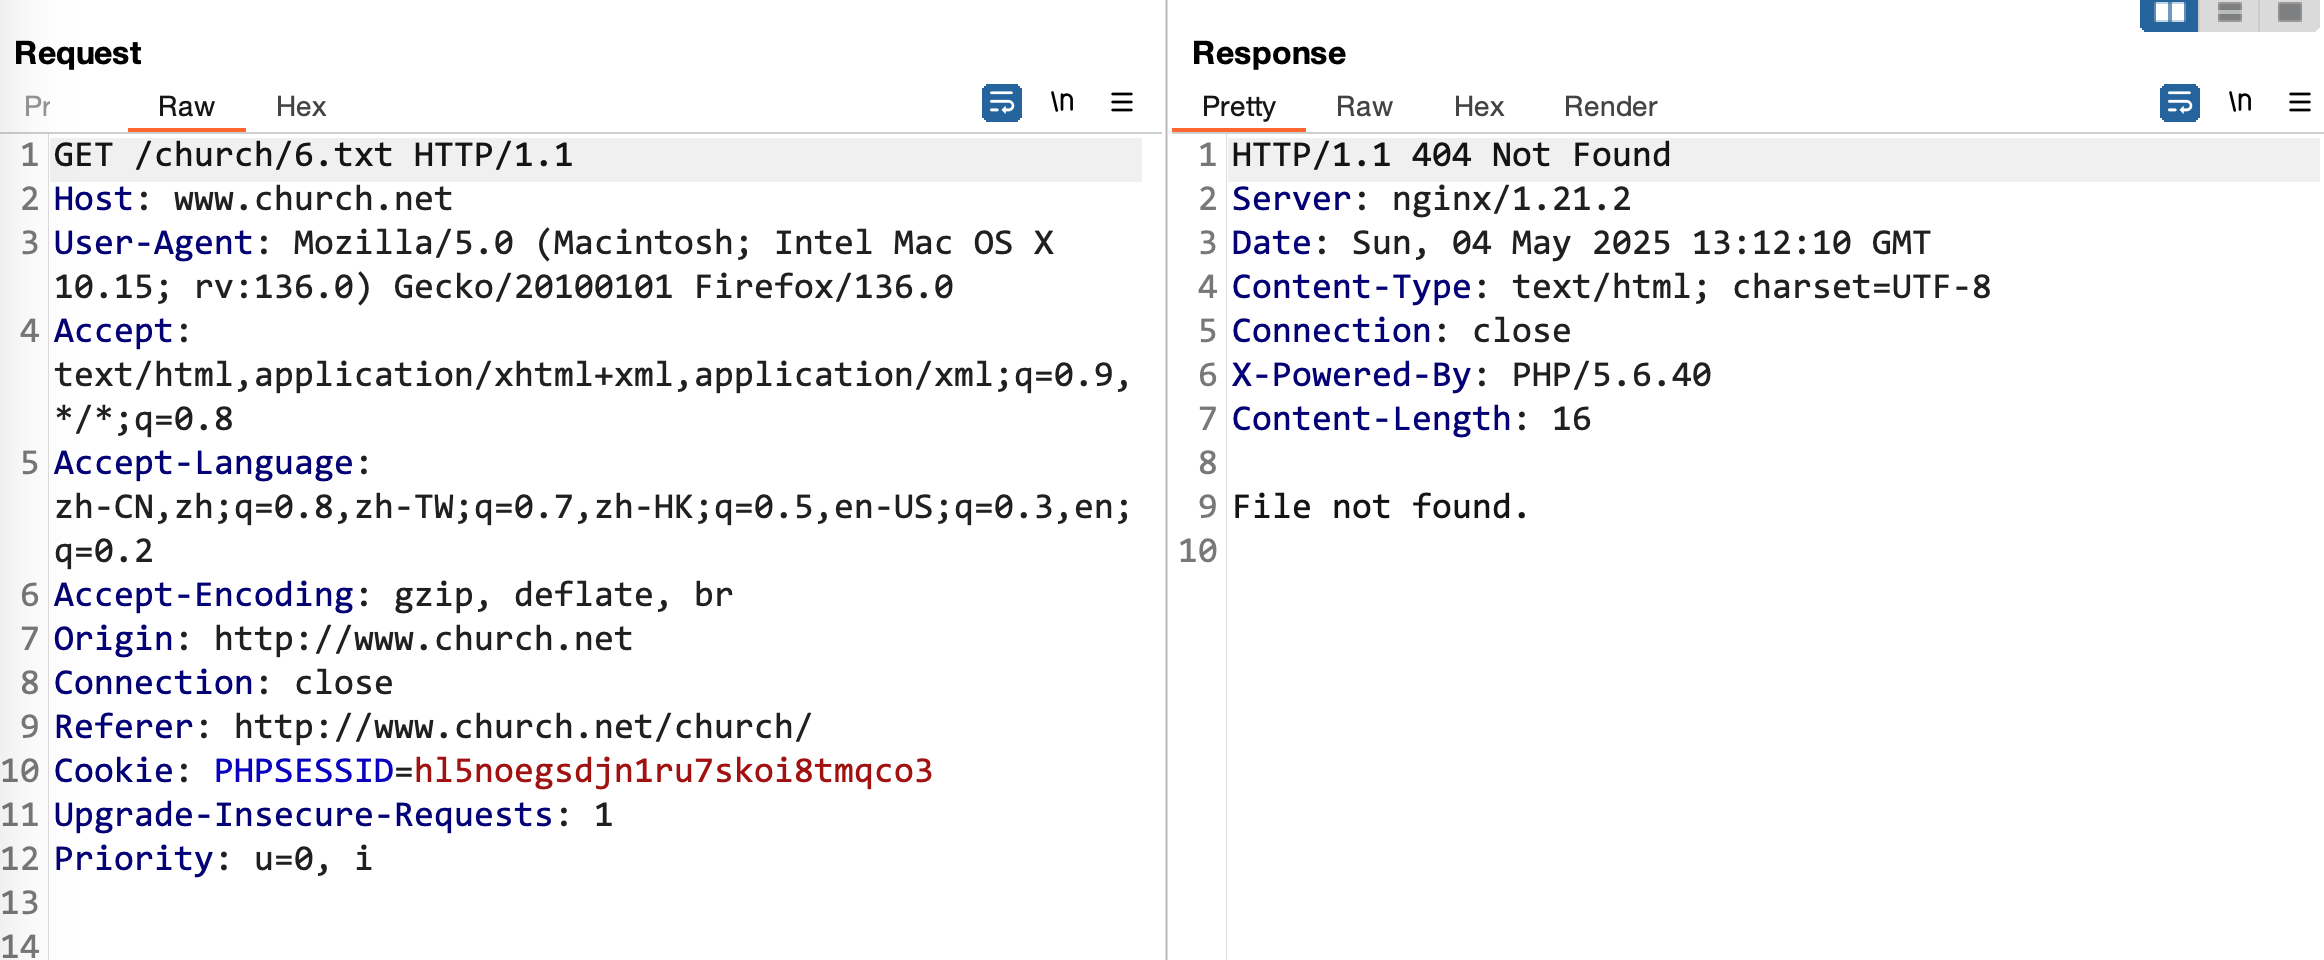 Request
Response
Pr Raw Hex \n
Pretty Raw Hex Render \n
1 GET /church/6.txt HTTP/1.1
2 Host: www.church.net
3 User-Agent: Mozilla/5.0 (Macintosh; Intel Mac OS X
10.15; rv:136.0) Gecko/20100101 Firefox/136.0
4 Accept:
text/html,application/xhtml+xml,application/xml;q=0.9,
*/*;q=0.8
5 Accept-Language:
zh-CN,zh;q=0.8,zh-TW;q=0.7,zh-HK;q=0.5,en-US;q=0.3,en;
q=0.2
6 Accept-Encoding: gzip, deflate, br
7 Origin: http://www.church.net
8 Connection: close
9 Referer: http://www.church.net/church/
10 Cookie: PHPSESSID=hl5noegsdjn1ru7skoi8tmqco3
11 Upgrade-Insecure-Requests: 1
12 Priority: u=0, i
13
14
1 HTTP/1.1 404 Not Found
2 Server: nginx/1.21.2
3 Date: Sun, 04 May 2025 13:12:10 GMT
4 Content-Type: text/html; charset=UTF-8
5 Connection: close
6 X-Powered-By: PHP/5.6.40
7 Content-Length: 16
8
9 File not found.
10